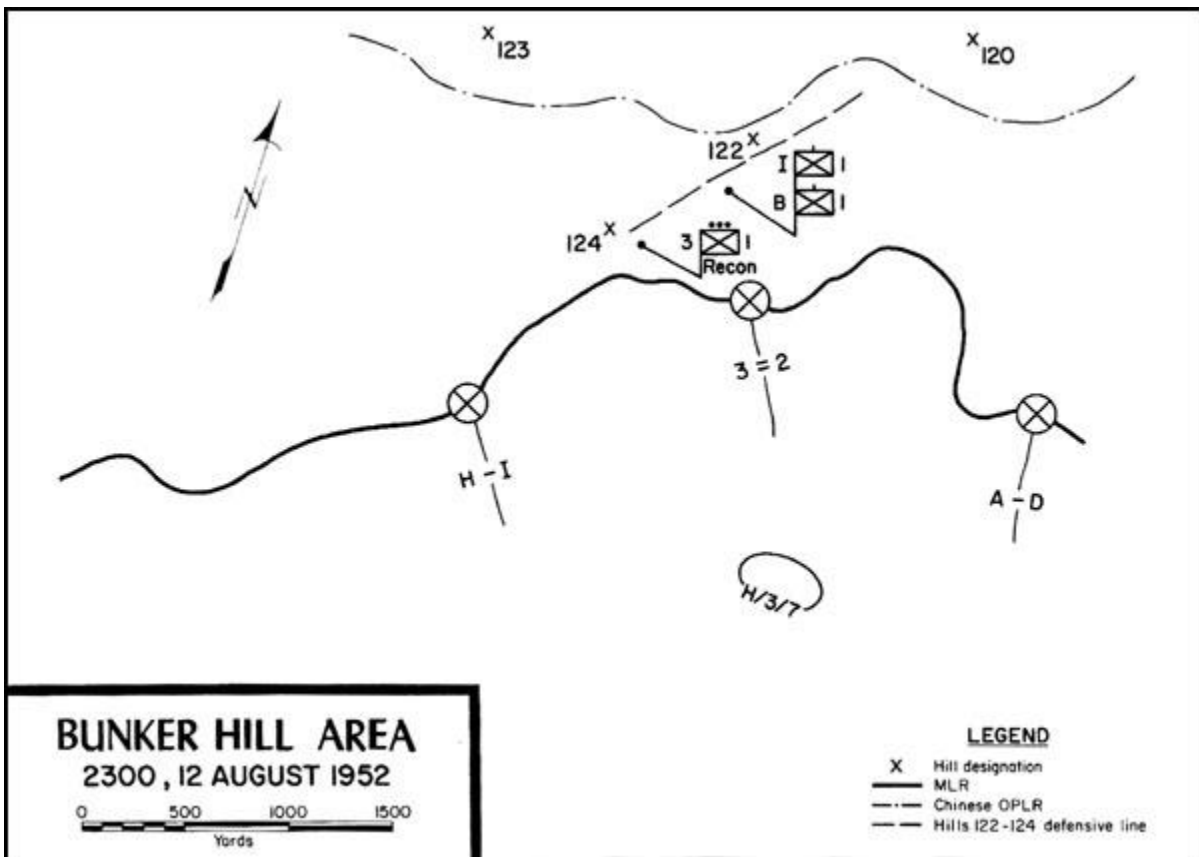 X 123
X 120
122 X
I 1
B 1
124 X
3 1
Recon
N
3 = 2
H - I
A - D
H/3/7
BUNKER HILL AREA
2300, 12 AUGUST 1952
0 500 1000 1500
Yards
LEGEND
X Hill designation
MLR
Chinese OPLR
Hills 122-124 defensive line